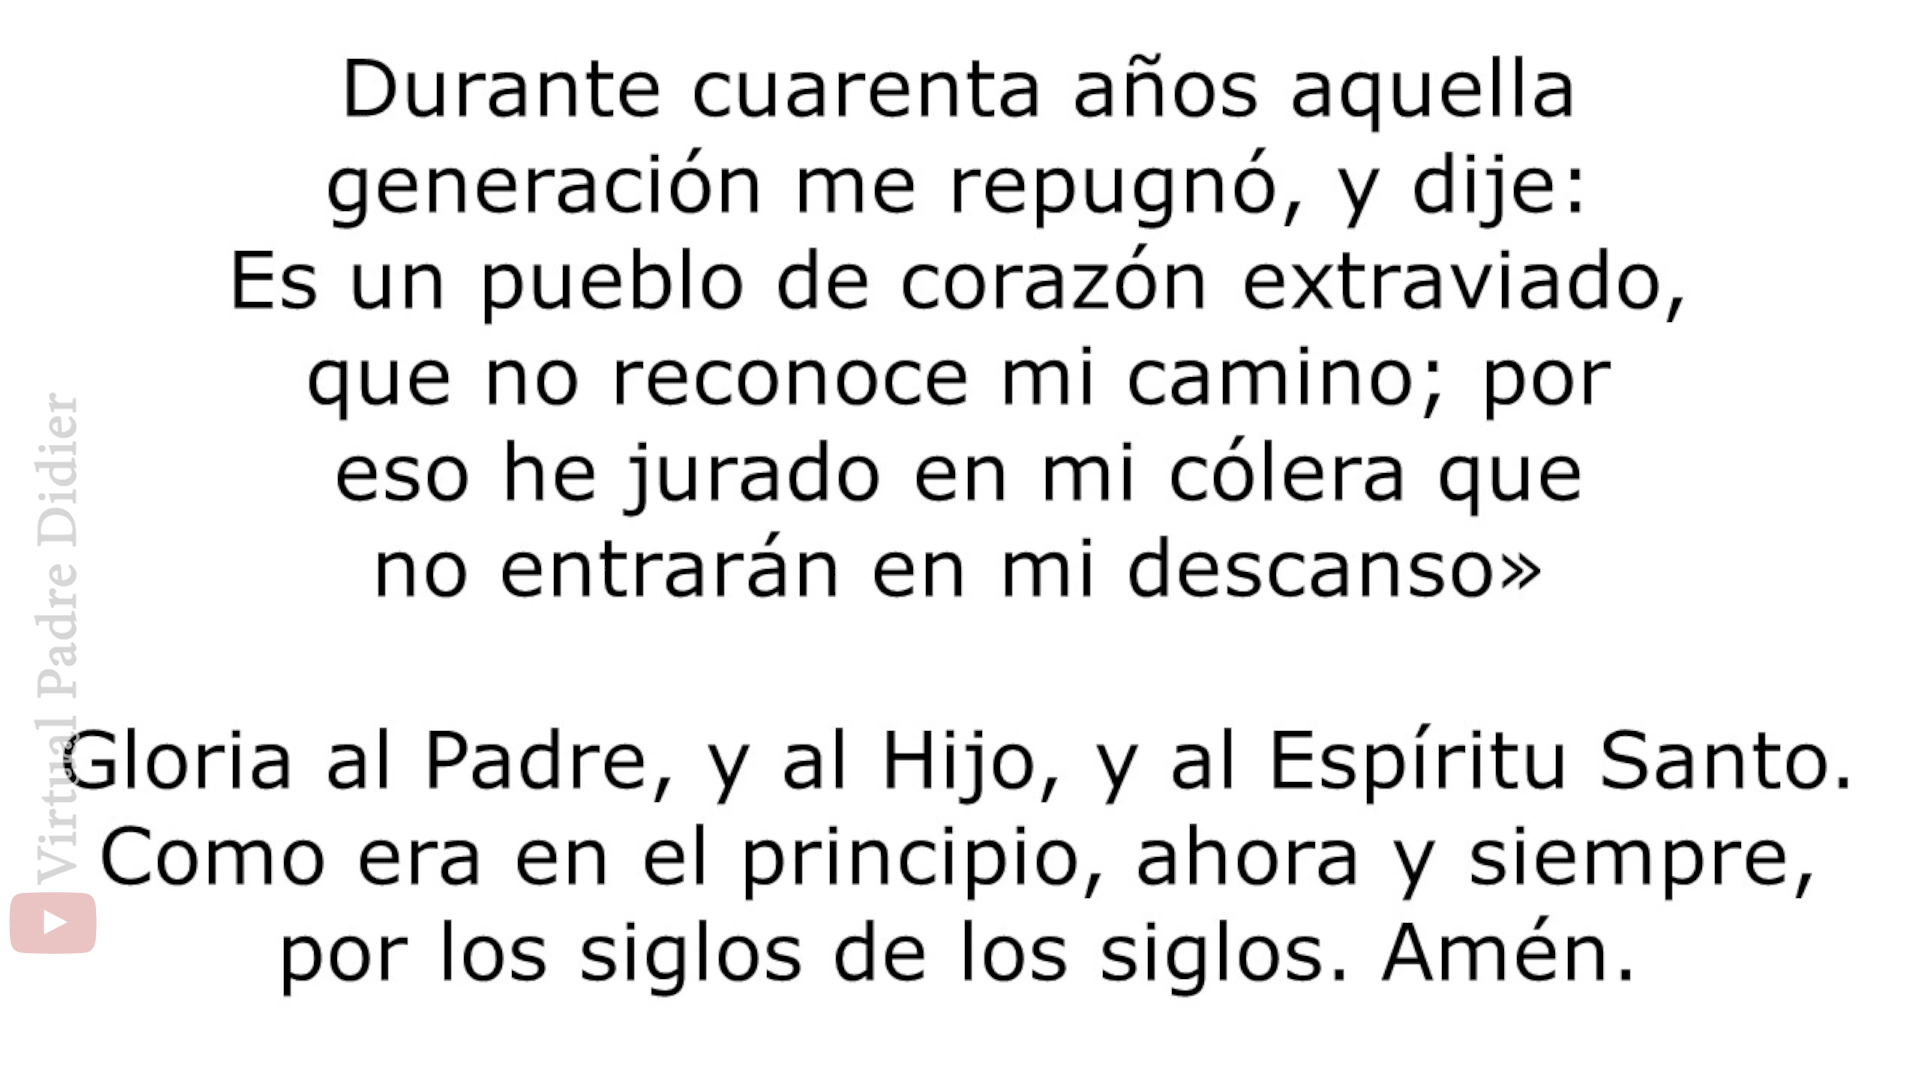 Durante cuarenta años aquella
generación me repugnó, y dije:
Es un pueblo de corazón extraviado,
que no reconoce mi camino; por
eso he jurado en mi cólera que
no entrarán en mi descanso»
Gloria al Padre, y al Hijo, y al Espíritu Santo.
Como era en el principio, ahora y siempre,
por los siglos de los siglos. Amén.
Virtual Padre Didier